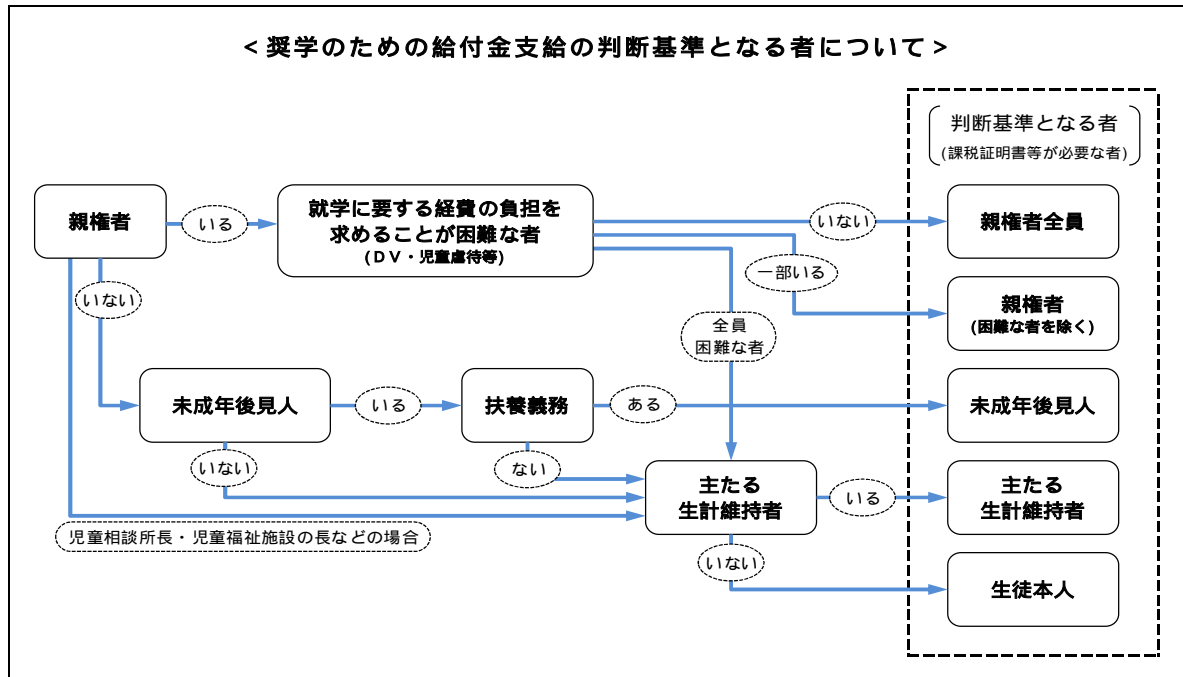 ＜奨学のための給付金支給の判断基準となる者について＞
判断基準となる者
(課税証明書等が必要な者)
親権者
いる
就学に要する経費の負担を
求めることが困難な者
(ＤＶ・児童虐待等)
いない
親権者全員
一部いる
親権者
(困難な者を除く)
いない
全員
困難な者
未成年後見人
いる
扶養義務
ある
未成年後見人
いない
ない
主たる
生計維持者
いる
主たる
生計維持者
児童相談所長・児童福祉施設の長などの場合
いない
生徒本人